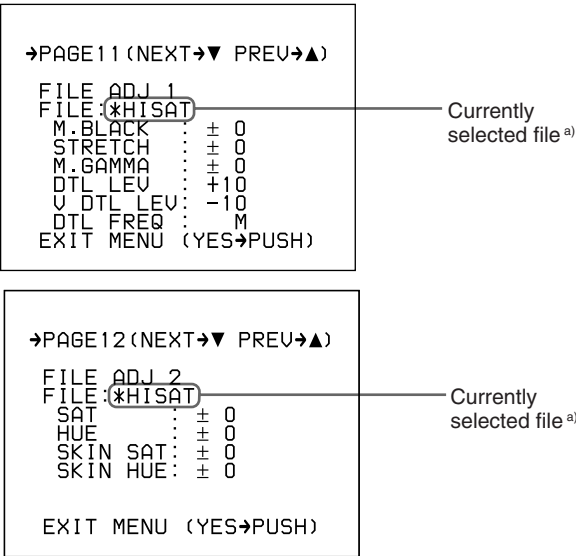 ➔PAGE11(NEXT➔▼ PREV➔▲)
FILE ADJ 1
FILE:✱HISAT
M.BLACK : ± 0
STRETCH : ± 0
M.GAMMA : ± 0
DTL LEV : +10
V DTL LEV: −10
DTL FREQ : M
EXIT MENU (YES➔PUSH)
Currently
selected file a)
➔PAGE12(NEXT➔▼ PREV➔▲)
FILE ADJ 2
FILE:✱HISAT
SAT : ± 0
HUE : ± 0
SKIN SAT: ± 0
SKIN HUE: ± 0
EXIT MENU (YES➔PUSH)
Currently
selected file a)